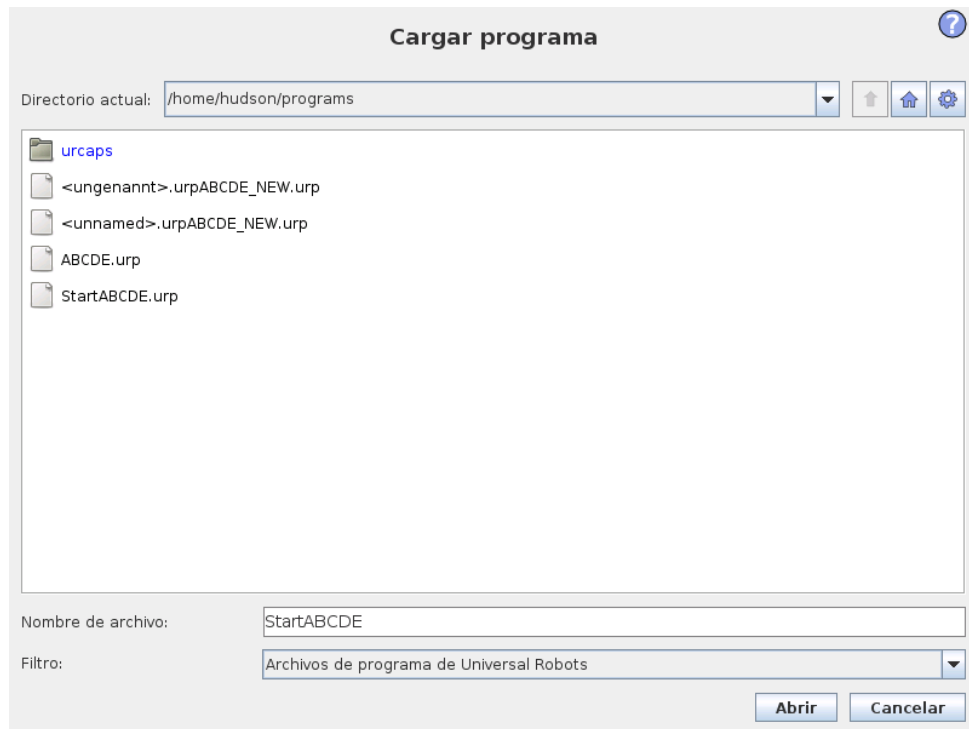 Cargar programa
?
Directorio actual: /home/hudson/programs
urcaps
<ungenannt>.urpABCDE_NEW.urp
<unnamed>.urpABCDE_NEW.urp
ABCDE.urp
StartABCDE.urp
Nombre de archivo: StartABCDE
Filtro: Archivos de programa de Universal Robots
Abrir Cancelar